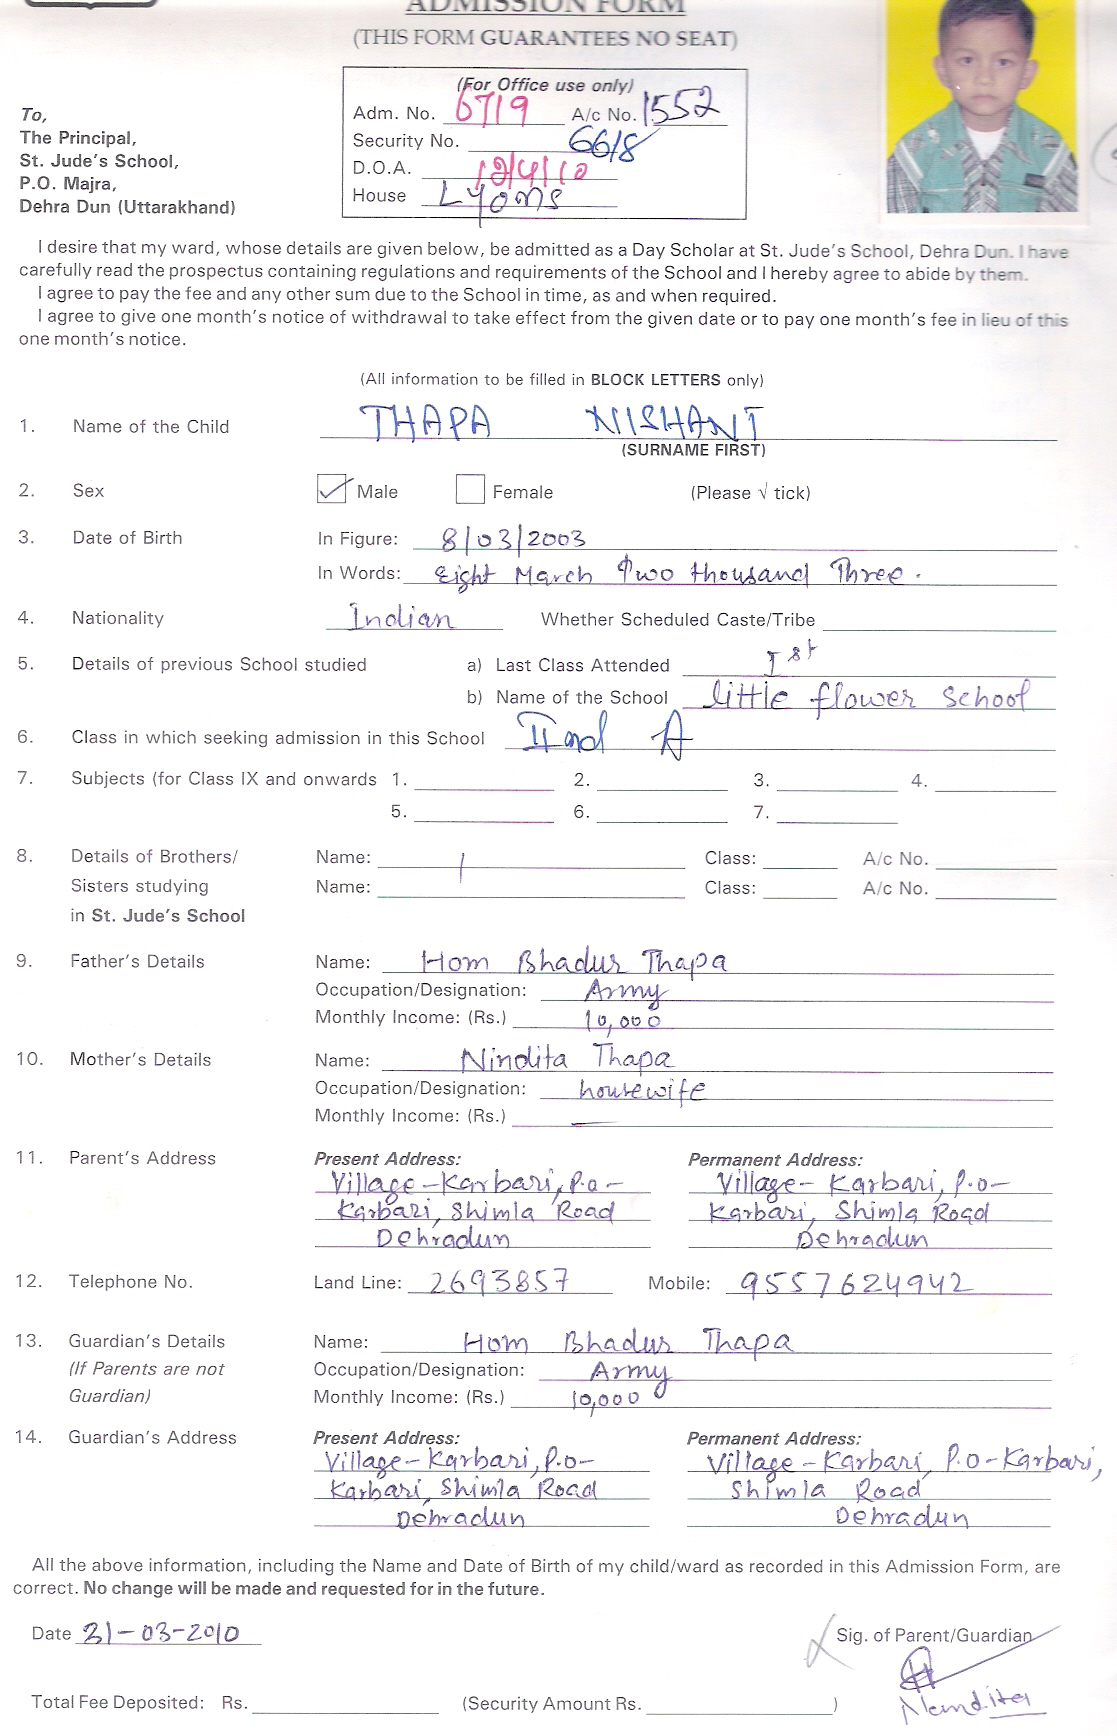 ADMISSION FORM
(THIS FORM GUARANTEES NO SEAT)
(For Office use only)
Adm. No. 6719 A/c No. 1552
Security No. 6618
D.O.A. 12/4/10
House Lyons
To,
The Principal,
St. Jude's School,
P.O. Majra,
Dehra Dun (Uttarakhand)
I desire that my ward, whose details are given below, be admitted as a Day Scholar at St. Jude's School, Dehra Dun. I have
carefully read the prospectus containing regulations and requirements of the School and I hereby agree to abide by them.
I agree to pay the fee and any other sum due to the School in time, as and when required.
I agree to give one month's notice of withdrawal to take effect from the given date or to pay one month's fee in lieu of this
one month's notice.
(All information to be filled in BLOCK LETTERS only)
1. Name of the Child THAPA NISHANT
(SURNAME FIRST)
2. Sex Male Female (Please √ tick)
3. Date of Birth In Figure: 8/03/2003
In Words: Eight March Two thousand Three.
4. Nationality Indian Whether Scheduled Caste/Tribe
5. Details of previous School studied a) Last Class Attended Ist
b) Name of the School little flower School
6. Class in which seeking admission in this School IInd A
7. Subjects (for Class IX and onwards 1. 2. 3. 4.
5. 6. 7.
8. Details of Brothers/ Name: Class: A/c No.
Sisters studying Name: Class: A/c No.
in St. Jude's School
9. Father's Details Name: Hom Bhadur Thapa
Occupation/Designation: Army
Monthly Income: (Rs.) 10,000
10. Mother's Details Name: Nindita Thapa
Occupation/Designation: housewife
Monthly Income: (Rs.) —
11. Parent's Address Present Address: Permanent Address:
Village-Karbari, P.o- Village- Karbari, P.o-
Karbari, Shimla Road Karbari, Shimla Road
Dehradun Dehradun
12. Telephone No. Land Line: 2693857 Mobile: 9557624942
13. Guardian's Details Name: Hom Bhadur Thapa
(If Parents are not Occupation/Designation: Army
Guardian) Monthly Income: (Rs.) 10,000
14. Guardian's Address Present Address: Permanent Address:
Village- Karbari, P.o- Village - Karbari, P.o-Karbari,
Karbari, Shimla Road Shimla Road
Dehradun Dehradun
All the above information, including the Name and Date of Birth of my child/ward as recorded in this Admission Form, are
correct. No change will be made and requested for in the future.
Date 31-03-2010 Sig. of Parent/Guardian
Nandita
Total Fee Deposited: Rs. (Security Amount Rs. )